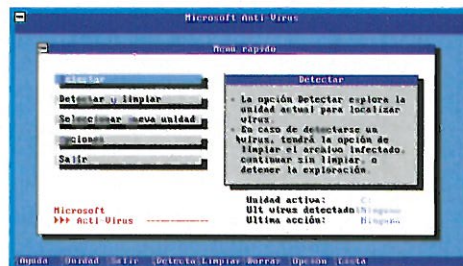 Microsoft Anti-Virus
Menú rápido
Detectar
Detectar y limpiar
Seleccionar nueva unidad
Opciones
Salir
Detectar
• La opción Detectar explora la
unidad actual para localizar
virus.
• En caso de detectarse un
virus, tendrá la opción de
limpiar el archivo infectado,
continuar sin limpiar, o
detener la exploración.
Microsoft
Anti-Virus
Unidad activa: C:
Ult virus detectado: Ninguno
Ultima acción: Ninguna
Ayuda Unidad Salir Detecta Limpiar Borrar Opción Lista